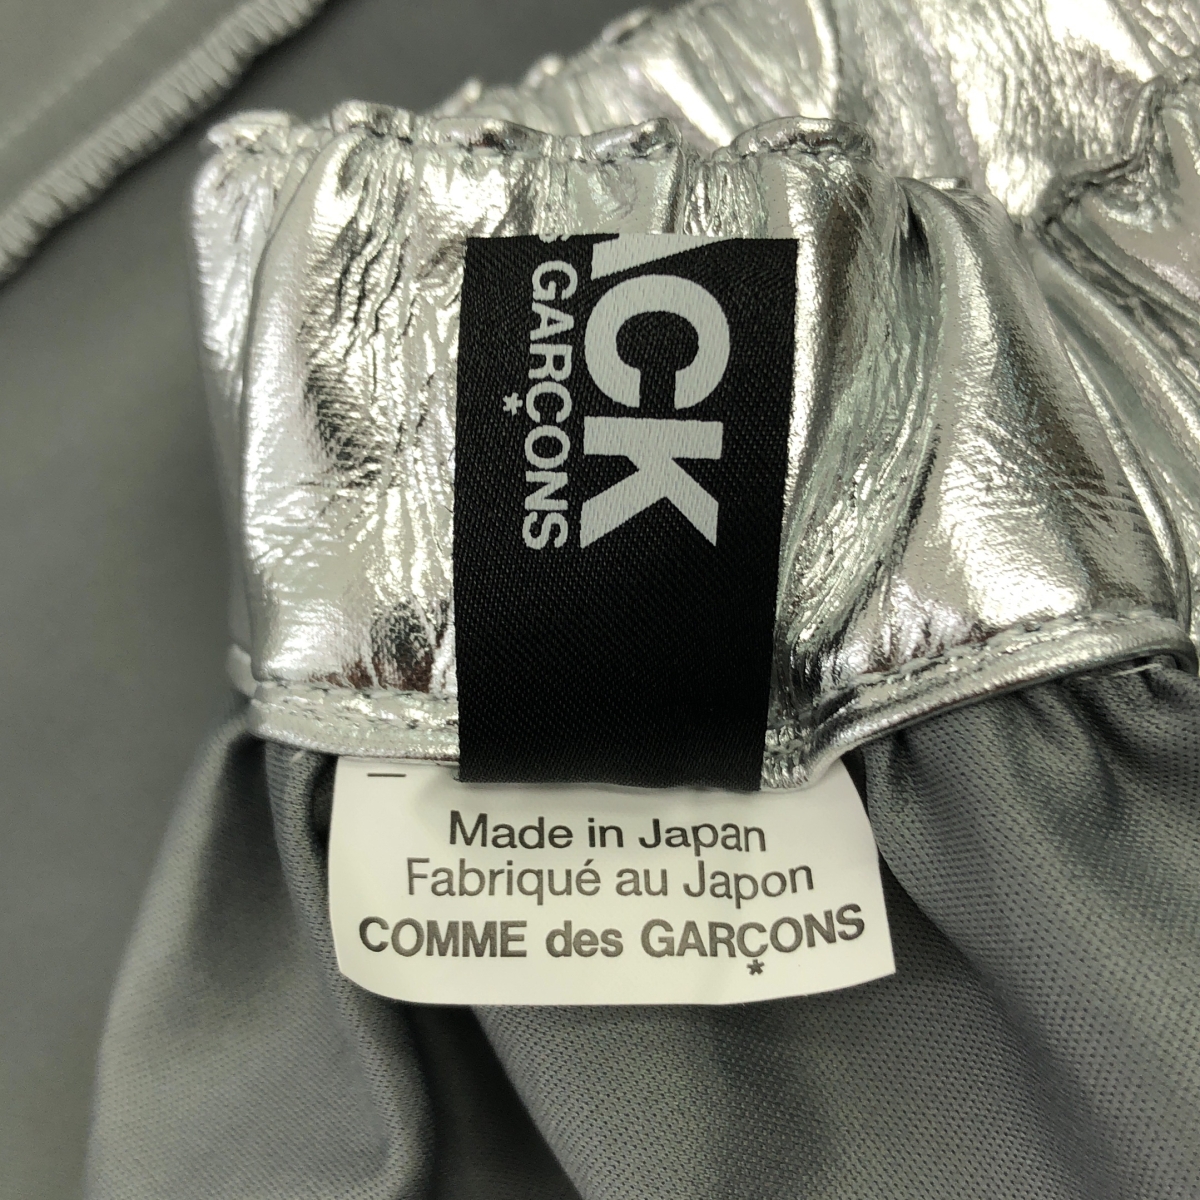 ACK
S GARÇONS
Made in Japan
Fabriqué au Japon
COMME des GARÇONS